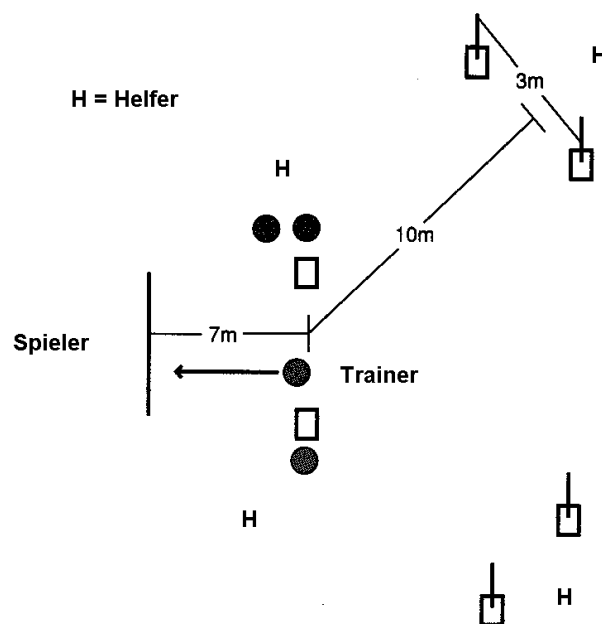 H
3m
H = Helfer
H
10m
7m
Spieler
Trainer
H
H